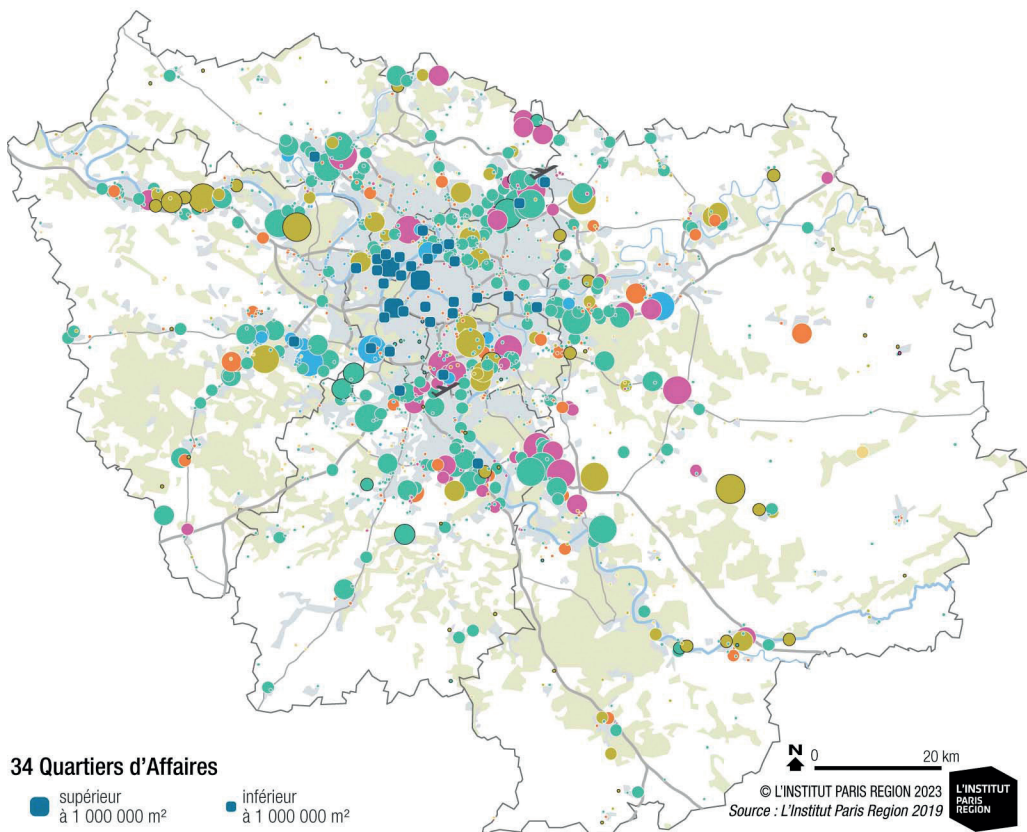 34 Quartiers d'Affaires
supérieur
à 1 000 000 m²
inférieur
à 1 000 000 m²
N
0 20 km
© L'INSTITUT PARIS REGION 2023
Source : L'Institut Paris Region 2019
L'INSTITUT
PARIS
REGION